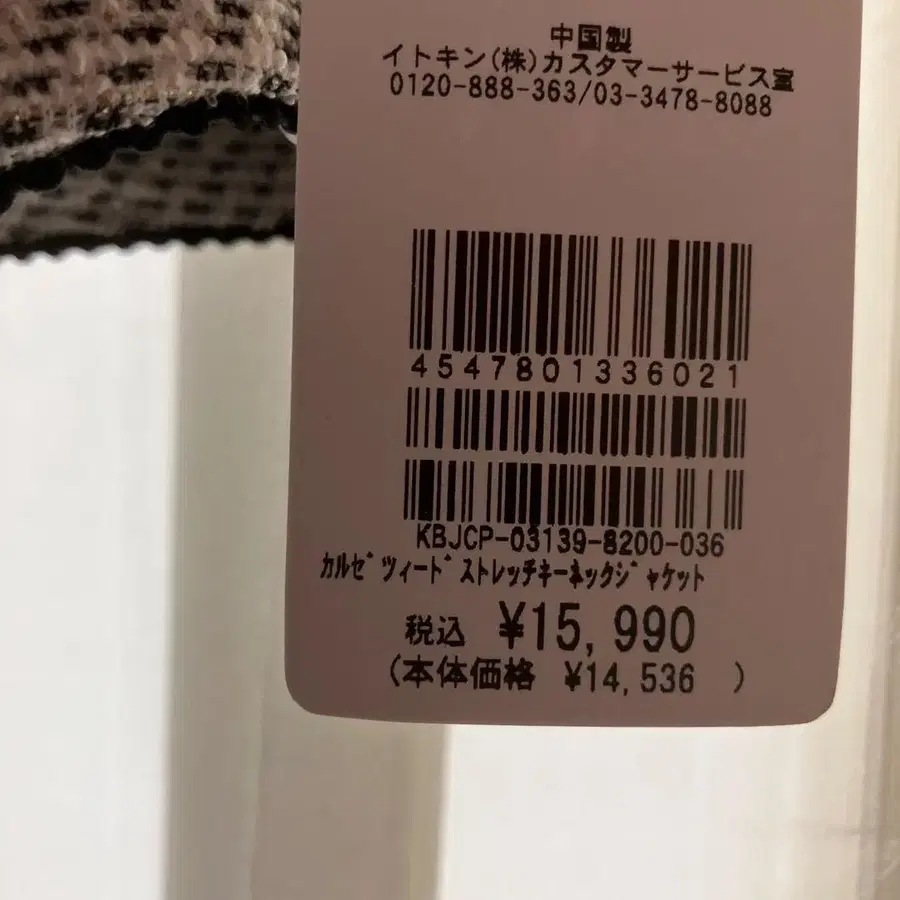 中国製
イトキン(株)カスタマーサービス室
0120-888-363/03-3478-8088
4547801336021
KBJCP-03139-8200-036
ｶﾙｾﾞﾂｨｰﾄﾞｽﾄﾚｯﾁｷｰﾈｯｸｼﾞｬｹｯﾄ
税込 ¥15,990
(本体価格 ¥14,536 )